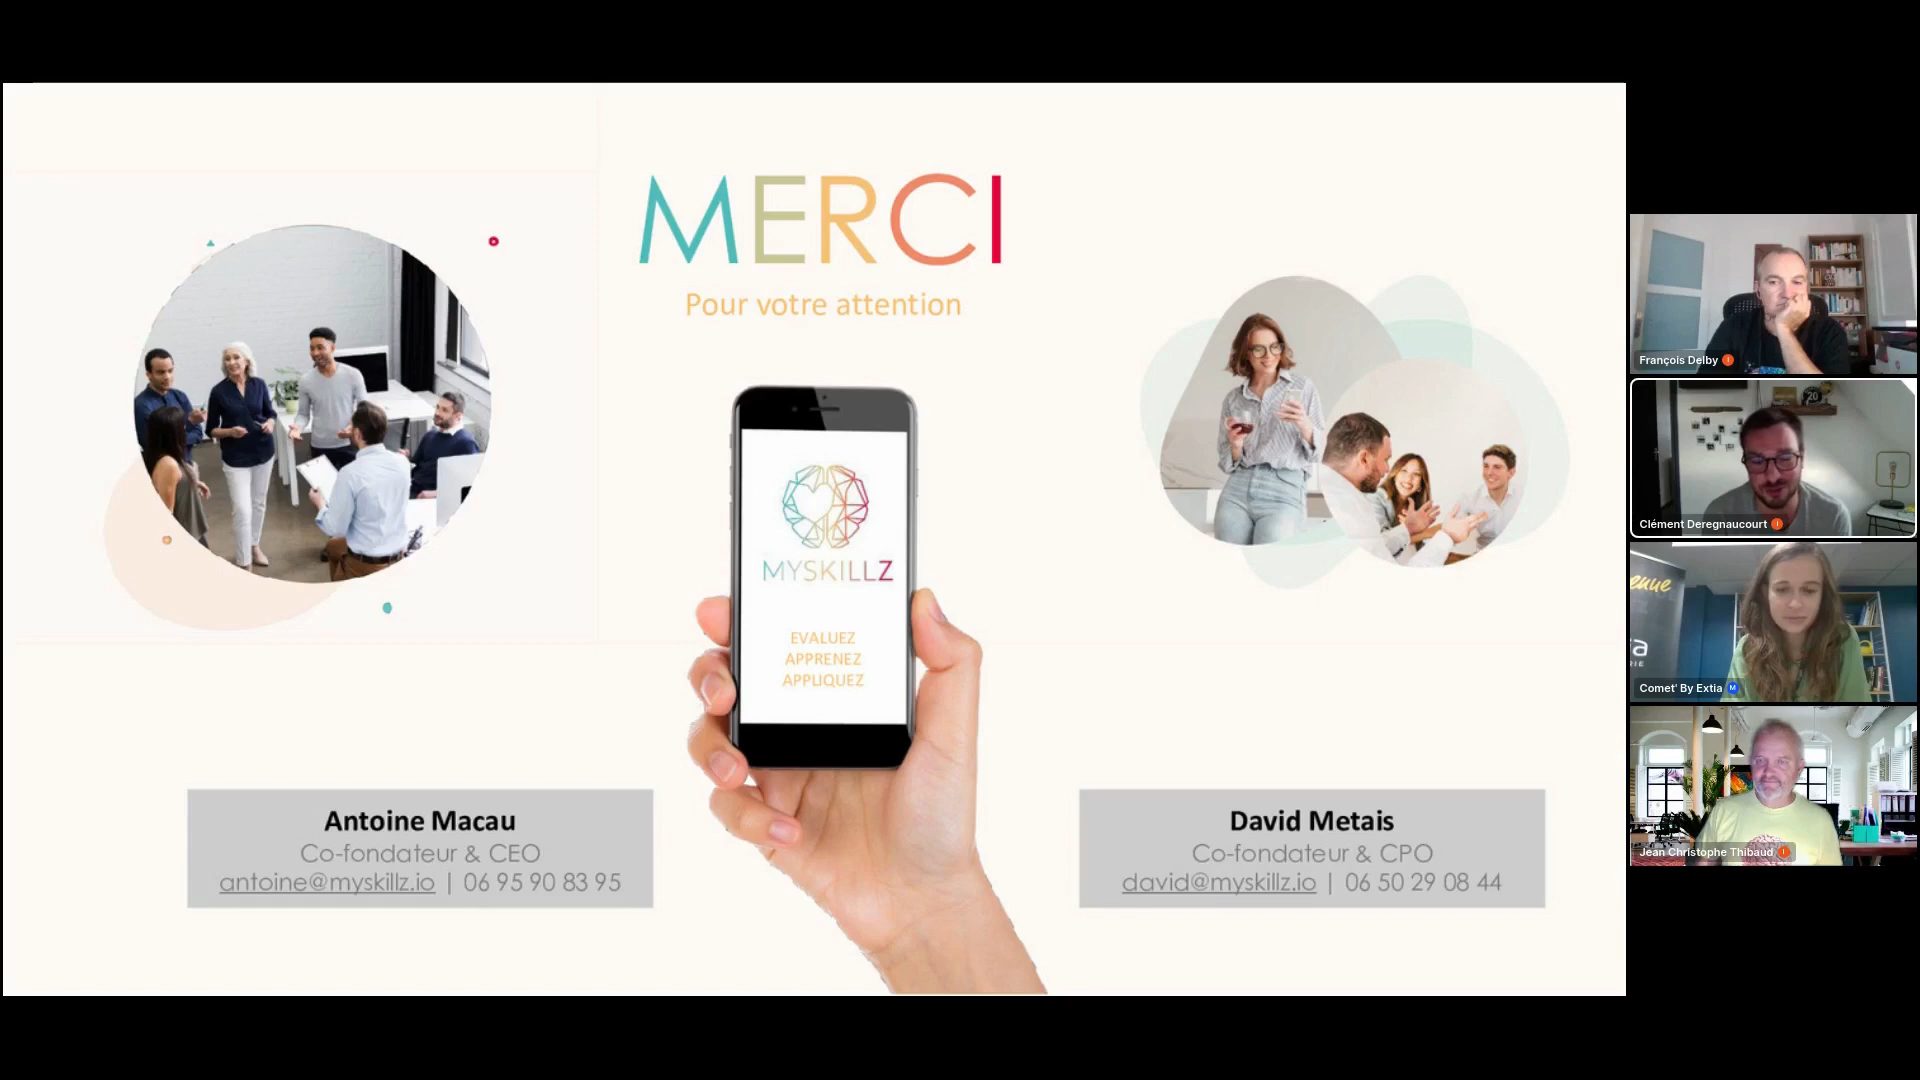 MERCI
Pour votre attention
MYSKILLZ
EVALUEZ
APPRENEZ
APPLIQUEZ
Antoine Macau
Co-fondateur & CEO
antoine@myskillz.io | 06 95 90 83 95
David Metais
Co-fondateur & CPO
david@myskillz.io | 06 50 29 08 44
François Delby
20
Clément Deregnaucourt
Comet' By Extia M
Jean Christophe Thibaud